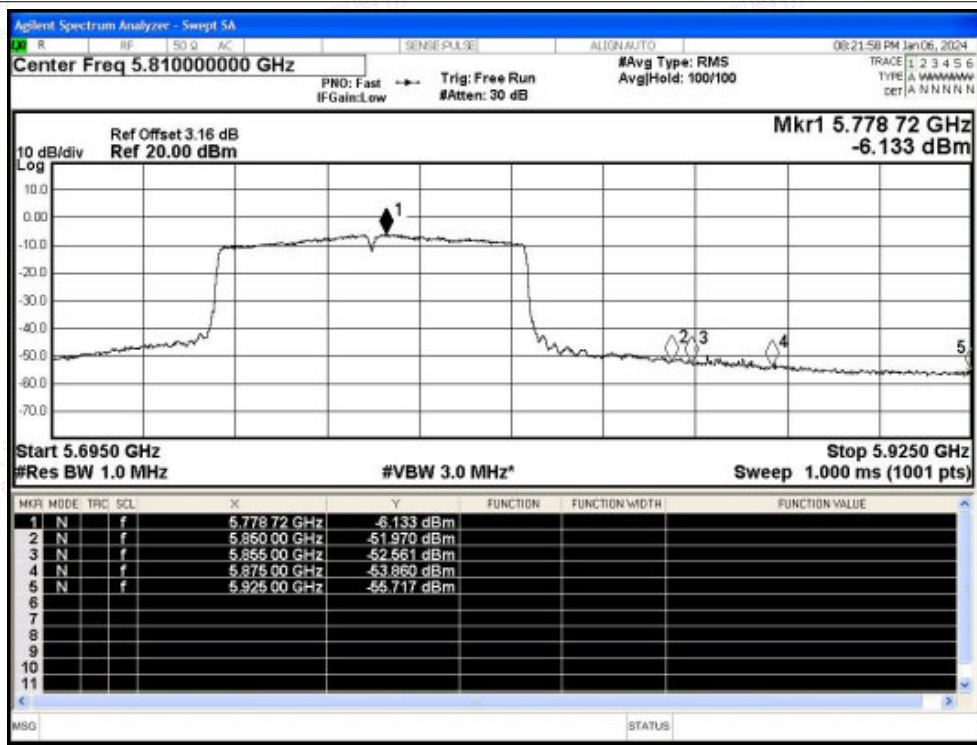 Agilent Spectrum Analyzer - Swept SA
R RF 50 Ω AC SENSE:PULSE ALIGN AUTO 08:21:58 PM Jan 06, 2024
Center Freq 5.810000000 GHz #Avg Type: RMS TRACE 1 2 3 4 5 6
PNO: Fast Trig: Free Run Avg|Hold: 100/100 TYPE A WWWWW
IFGain:Low #Atten: 30 dB DET A N N N N N
Mkr1 5.778 72 GHz
-6.133 dBm
Ref Offset 3.16 dB
10 dB/div Ref 20.00 dBm
Log
10.0
0.00
-10.0
-20.0
-30.0
-40.0
-50.0
-60.0
-70.0
1
2
3
4
5
Start 5.6950 GHz Stop 5.9250 GHz
#Res BW 1.0 MHz #VBW 3.0 MHz* Sweep 1.000 ms (1001 pts)
MKR MODE TRC SCL X Y FUNCTION FUNCTION WIDTH FUNCTION VALUE
1 N f 5.778 72 GHz -6.133 dBm
2 N f 5.850 00 GHz -51.970 dBm
3 N f 5.855 00 GHz -52.561 dBm
4 N f 5.875 00 GHz -53.860 dBm
5 N f 5.925 00 GHz -55.717 dBm
6
7
8
9
10
11
MSG STATUS